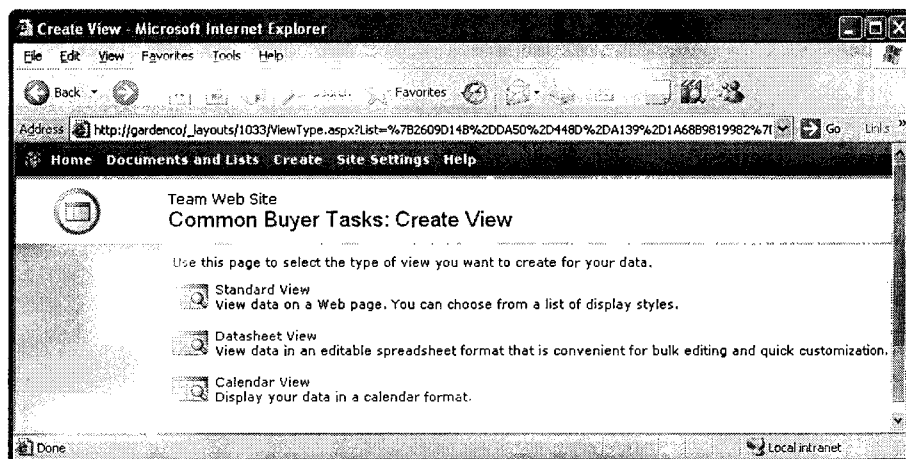 Create View - Microsoft Internet Explorer
File Edit View Favorites Tools Help
Back Favorites
Address http://gardenco/_layouts/1033/ViewType.aspx?List=%7B2609D14B%2DDA50%2D448D%2DA139%2D1A68B9819982%7I Go Links »
Home Documents and Lists Create Site Settings Help
Team Web Site
Common Buyer Tasks: Create View
Use this page to select the type of view you want to create for your data.
Standard View
View data on a Web page. You can choose from a list of display styles.
Datasheet View
View data in an editable spreadsheet format that is convenient for bulk editing and quick customization.
Calendar View
Display your data in a calendar format.
Done Local intranet